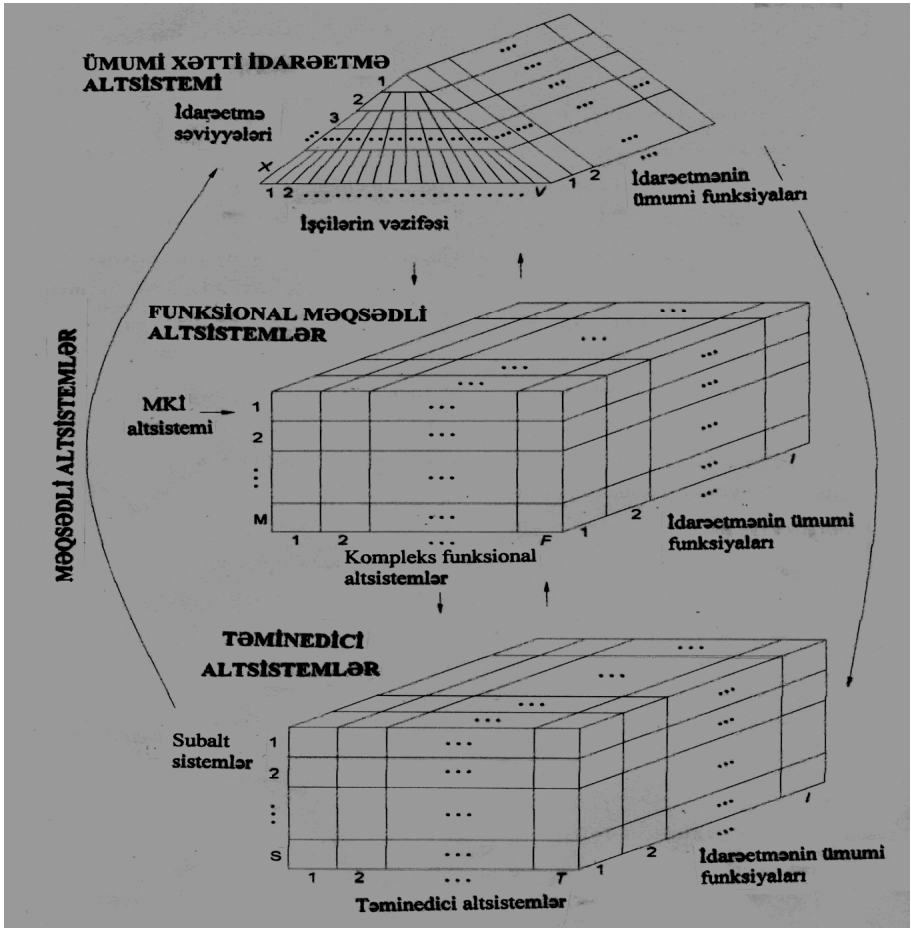 ÜMUMİ XƏTTİ İDARƏETMƏ
ALTSİSTEMİ
İdarəetmə
səviyyələri
1
2
3
...
X
1 2 ... V
İşçilərin vəzifəsi
1 2 ...
İdarəetmənin
ümumi funksiyaları
MƏQSƏDLİ ALTSİSTEMLƏR
FUNKSİONAL MƏQSƏDLİ
ALTSİSTEMLƏR
MKİ
altsistemi
1
2
...
M
1 2 ... F
Kompleks funksional
altsistemlər
1 2 ... I
İdarəetmənin ümumi
funksiyaları
TƏMİNEDİCİ
ALTSİSTEMLƏR
Subalt
sistemlər
1
2
...
S
1 2 ... T
Təminedici altsistemlər
1 2 ... I
İdarəetmənin ümumi
funksiyaları